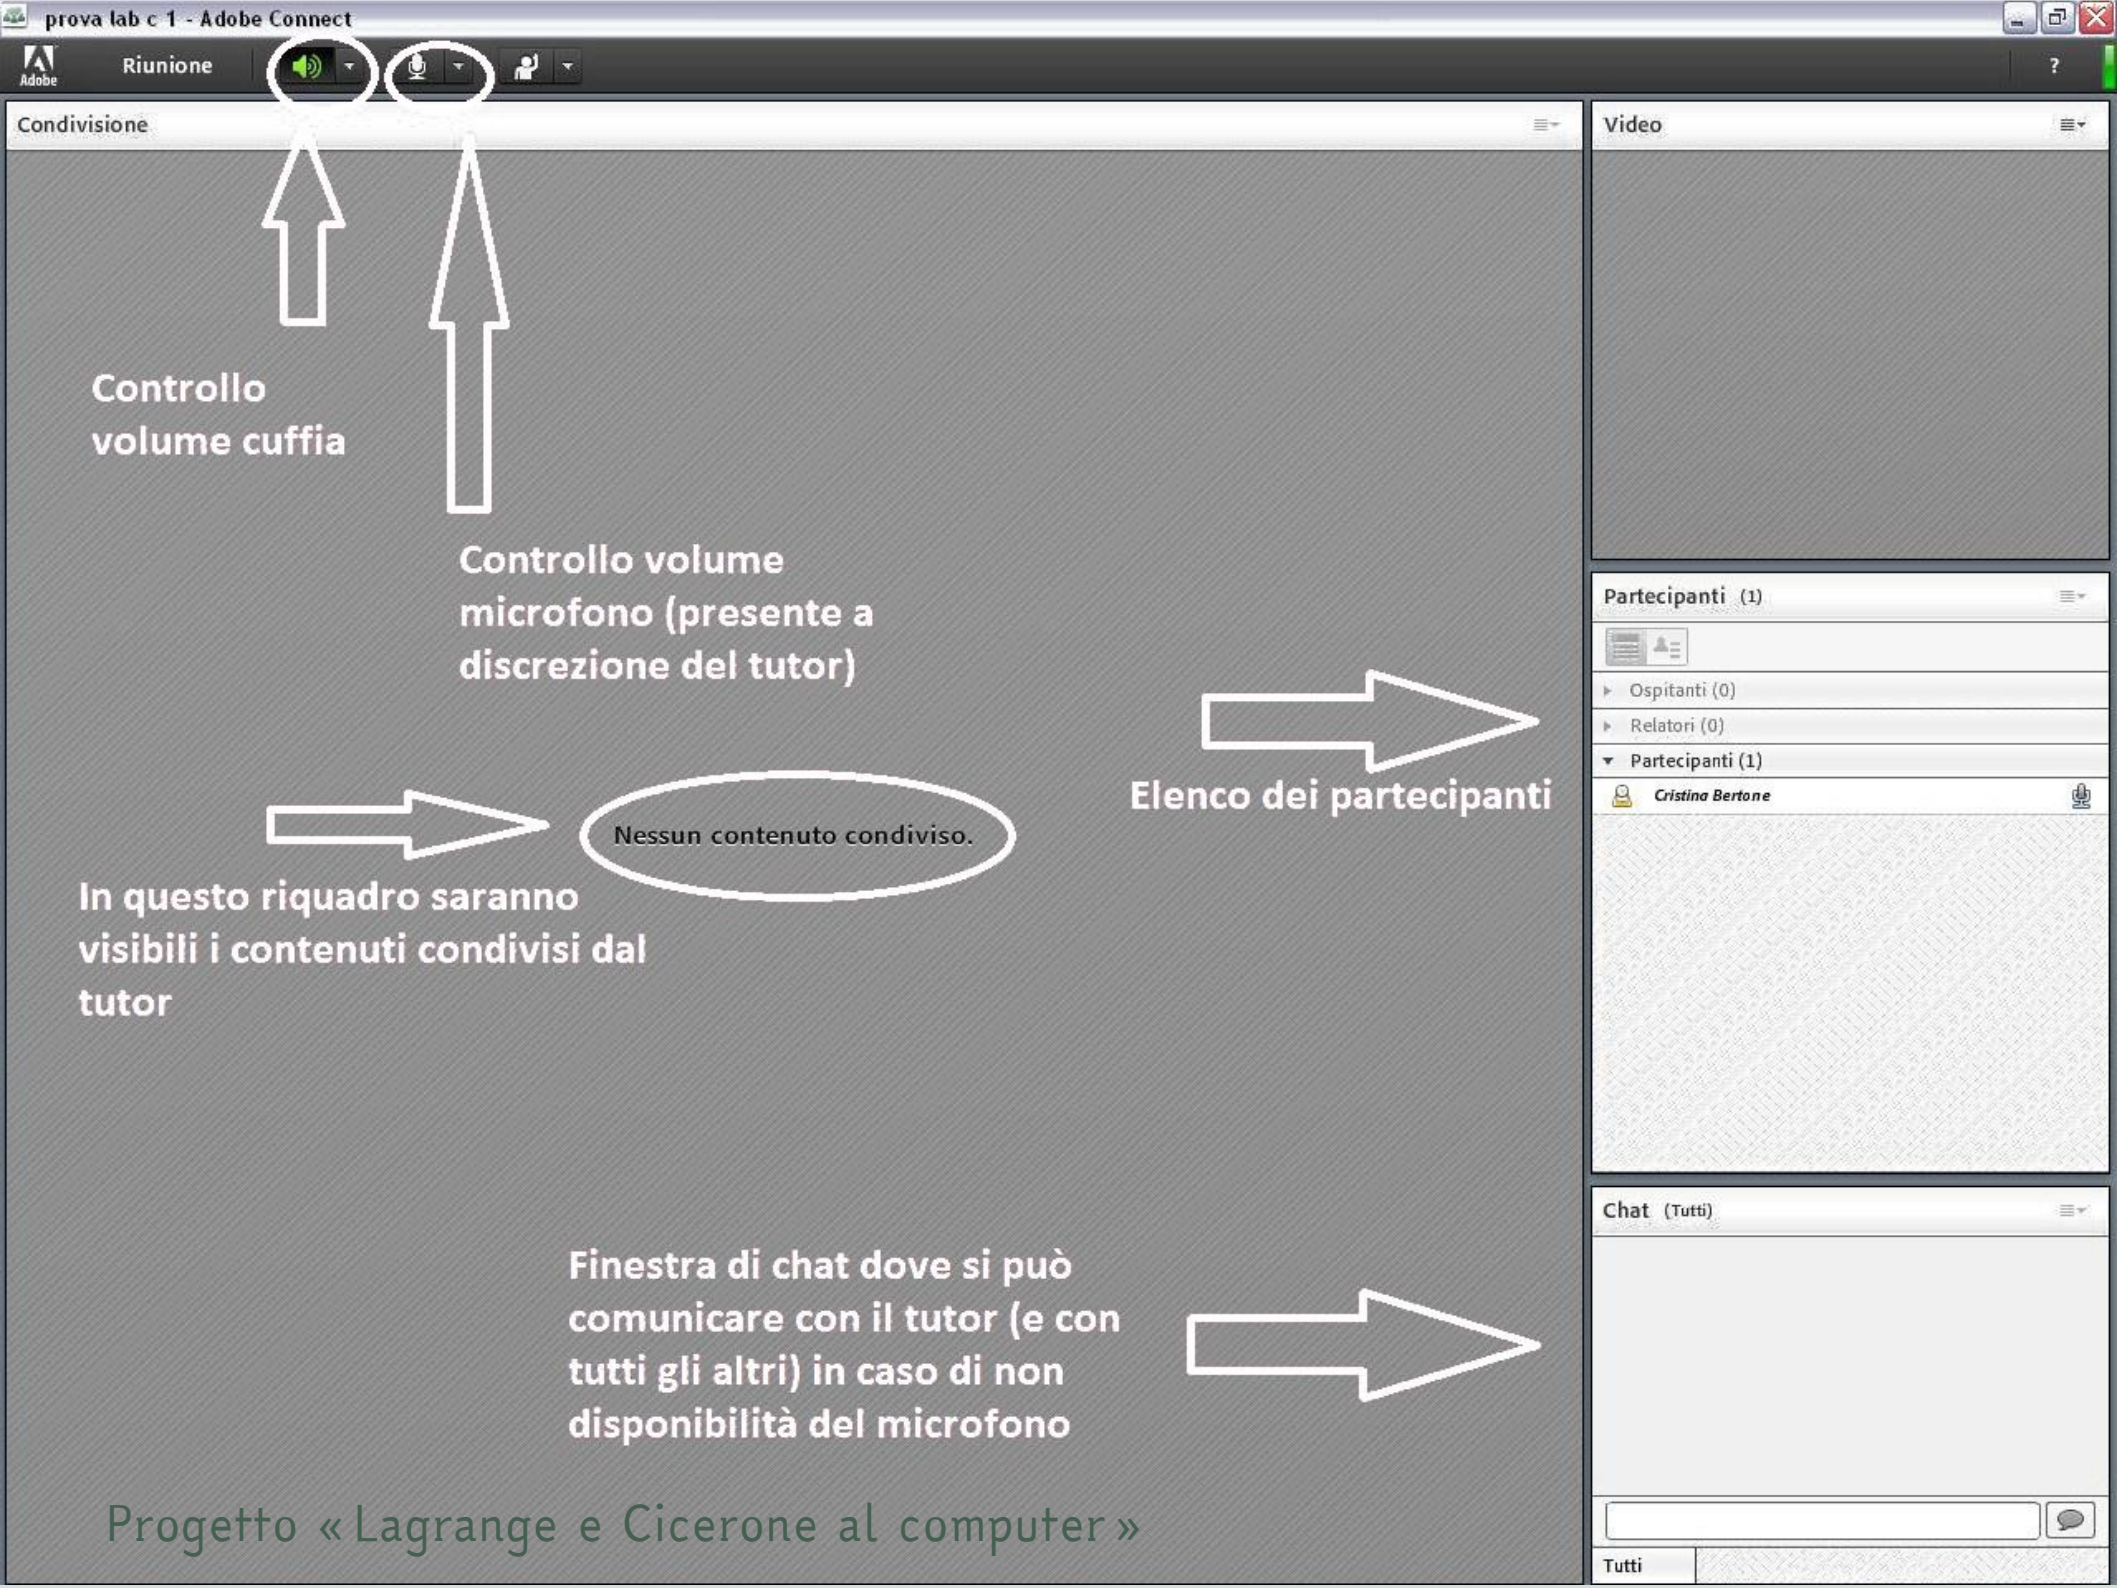 prova lab c 1 - Adobe Connect
Adobe
Riunione
?
Condivisione
Video
Controllo
volume cuffia
Controllo volume
microfono (presente a
discrezione del tutor)
Partecipanti (1)
Ospitanti (0)
Relatori (0)
Partecipanti (1)
Cristina Bertone
Elenco dei partecipanti
Nessun contenuto condiviso.
In questo riquadro saranno
visibili i contenuti condivisi dal
tutor
Chat (Tutti)
Finestra di chat dove si può
comunicare con il tutor (e con
tutti gli altri) in caso di non
disponibilità del microfono
Progetto «Lagrange e Cicerone al computer»
Tutti